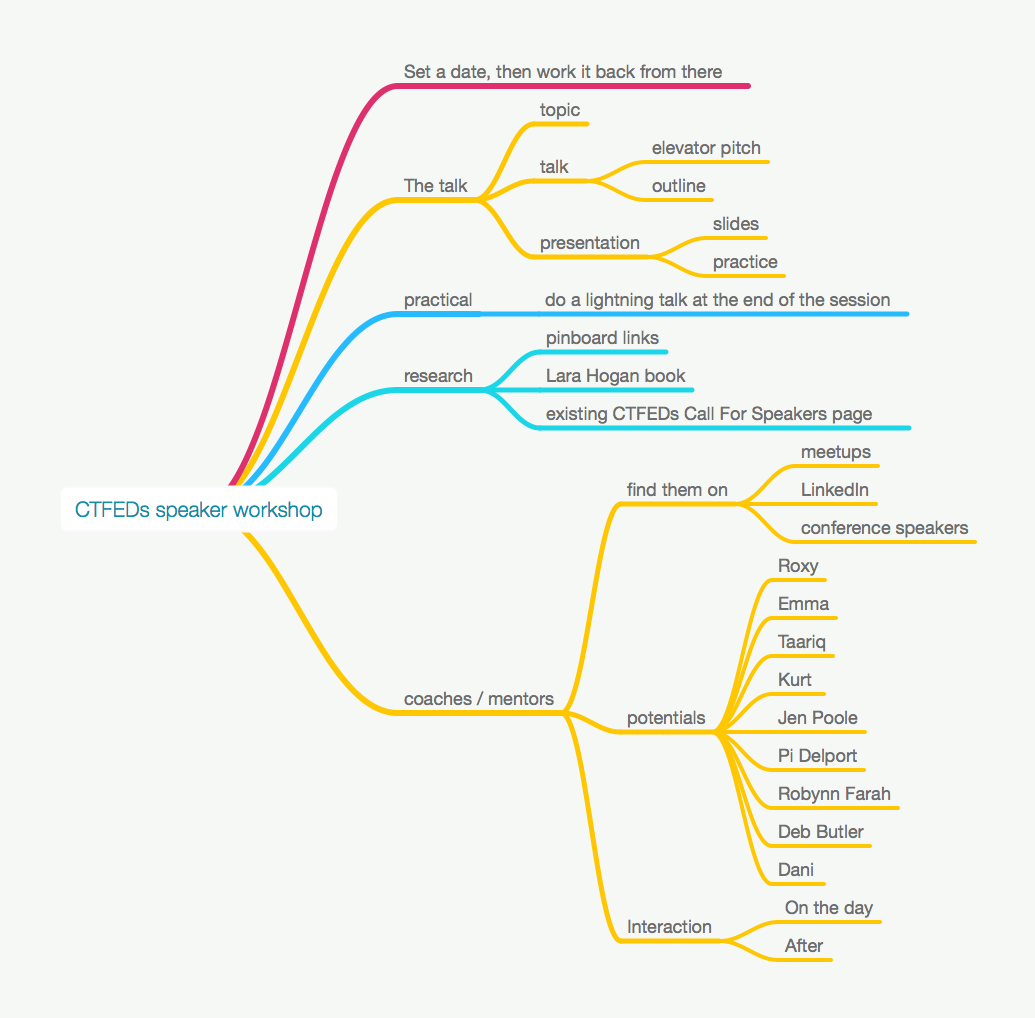 Set a date, then work it back from there
The talk
topic
talk
elevator pitch
outline
presentation
slides
practice
practical
do a lightning talk at the end of the session
research
pinboard links
Lara Hogan book
existing CTFEDs Call For Speakers page
CTFEDs speaker workshop
coaches / mentors
find them on
meetups
LinkedIn
conference speakers
potentials
Roxy
Emma
Taariq
Kurt
Jen Poole
Pi Delport
Robynn Farah
Deb Butler
Dani
Interaction
On the day
After